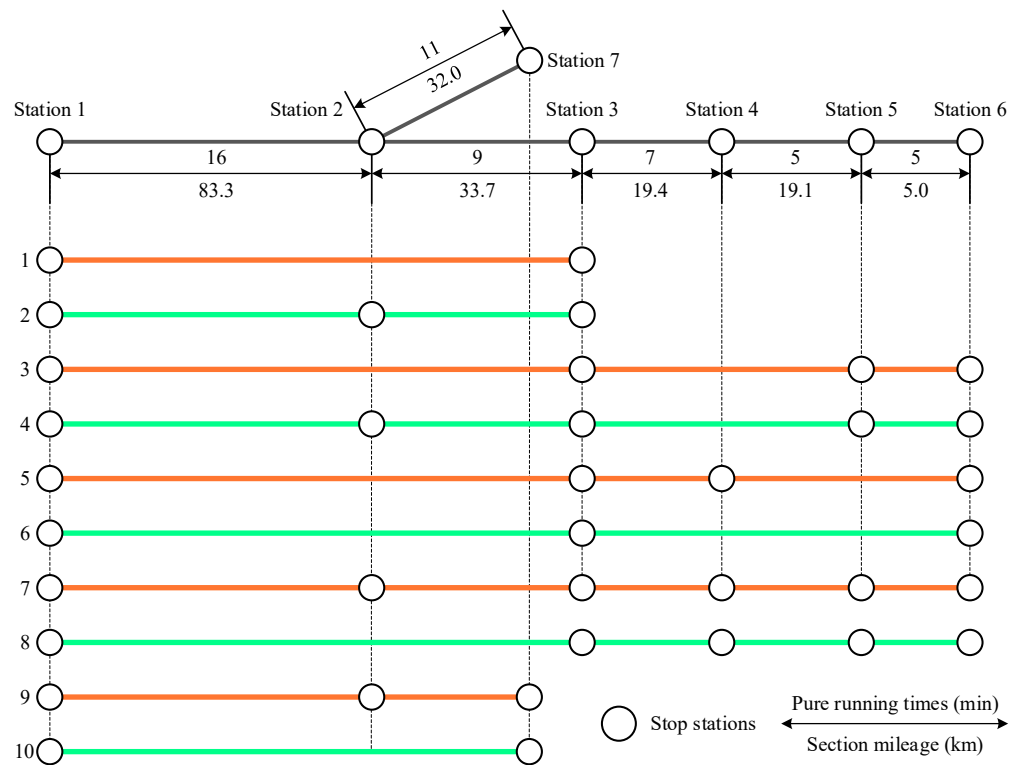 11
32.0
Station 7
Station 1
Station 2
Station 3
Station 4
Station 5
Station 6
16
9
7
5
5
83.3
33.7
19.4
19.1
5.0
1
2
3
4
5
6
7
8
9
10
Stop stations
Pure running times (min)
Section mileage (km)